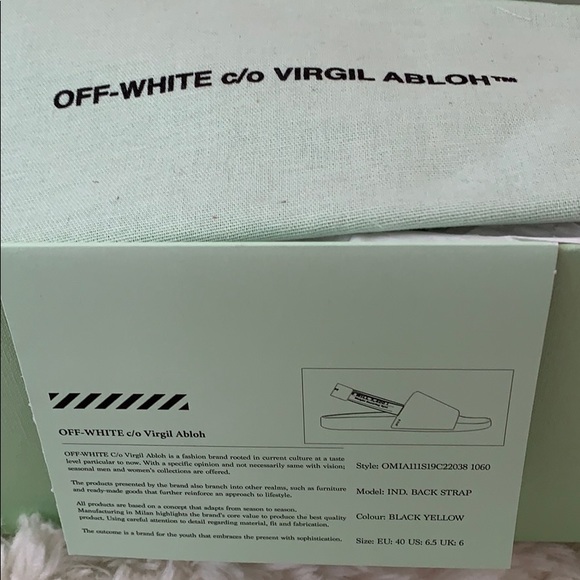 OFF-WHITE c/o VIRGIL ABLOH™
OFF-WHITE c/o Virgil Abloh
OFF-WHITE C/o Virgil Abloh is a fashion brand rooted in current culture at a taste
level particular to now. With a specific opinion and not necessarily same with vision;
seasonal men and women's collections are offered.
The products presented by the brand also branch into other realms, such as furniture
and ready-made goods that further reinforce an approach to lifestyle.
All products are based on a concept that adapts from season to season.
Manufacturing in Milan highlights the brand's core value to produce the best quality
product. Using careful attention to detail regarding material, fit and fabrication.
The outcome is a brand for the youth that embraces the present with sophistication.
Style: OMIA111S19C22038 1060
Model: IND. BACK STRAP
Colour: BLACK YELLOW
Size: EU: 40 US: 6.5 UK: 6